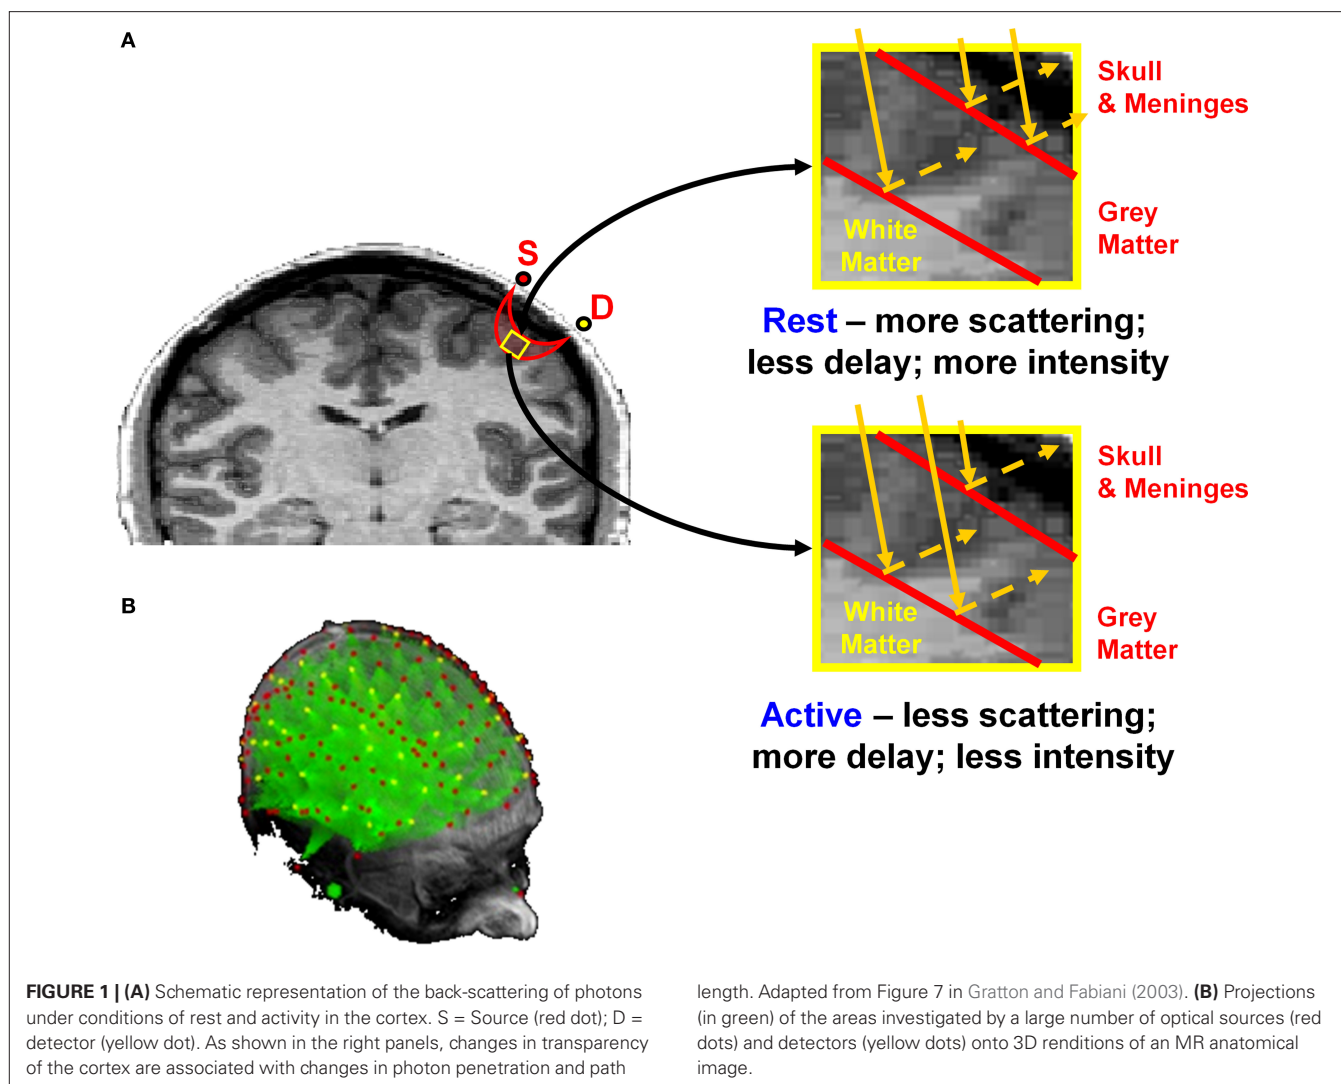 A
S
D
Skull
& Meninges
Grey
Matter
White
Matter
Rest – more scattering;
less delay; more intensity
Skull
& Meninges
White
Matter
Grey
Matter
Active – less scattering;
more delay; less intensity
B
FIGURE 1 | (A) Schematic representation of the back-scattering of photons
under conditions of rest and activity in the cortex. S = Source (red dot); D =
detector (yellow dot). As shown in the right panels, changes in transparency
of the cortex are associated with changes in photon penetration and path
length. Adapted from Figure 7 in Gratton and Fabiani (2003). (B) Projections
(in green) of the areas investigated by a large number of optical sources (red
dots) and detectors (yellow dots) onto 3D renditions of an MR anatomical
image.